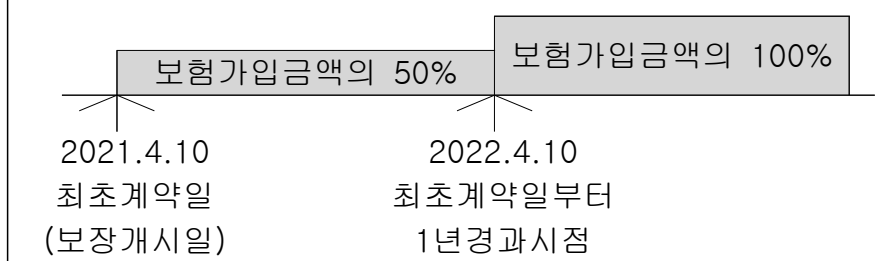 보험가입금액의 50%
보험가입금액의 100%
2021.4.10
최초계약일
(보장개시일)
2022.4.10
최초계약일부터
1년경과시점